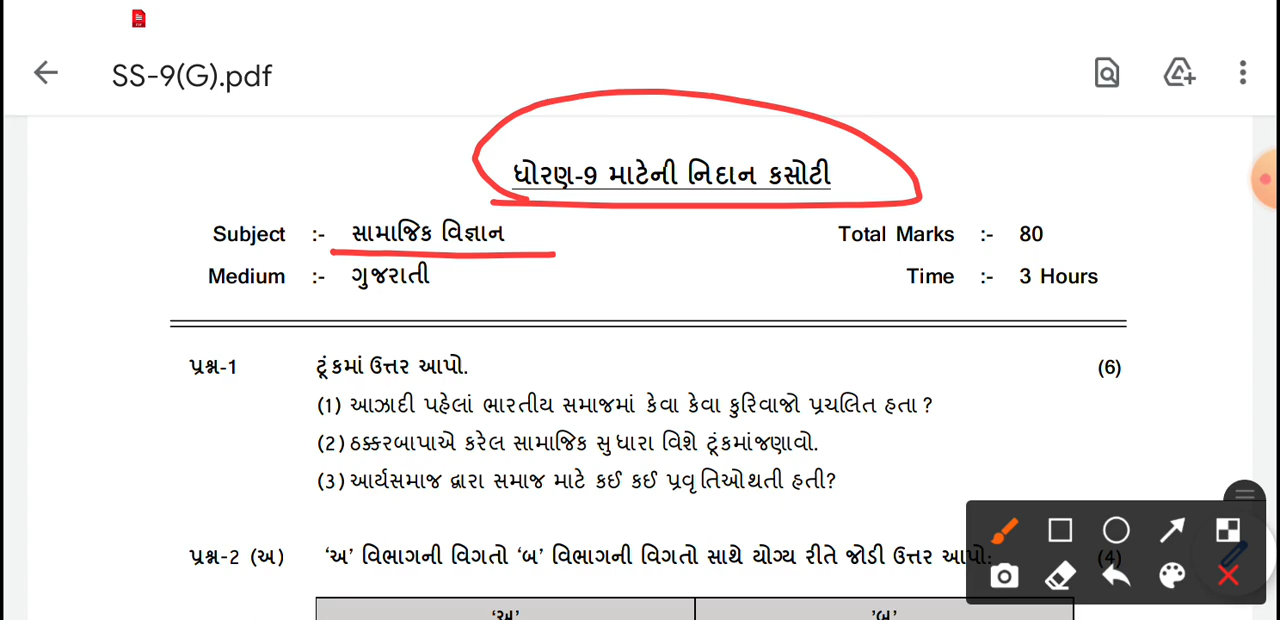 SS-9(G).pdf
ધોરણ-9 માટેની નિદાન કસોટી
Subject :- સામાજિક વિજ્ઞાન Total Marks :- 80
Medium :- ગુજરાતી Time :- 3 Hours
પ્રશ્ન-1 ટૂંકમાં ઉત્તર આપો. (6)
(1) આઝાદી પહેલાં ભારતીય સમાજમાં કેવા કેવા કુરિવાજો પ્રચલિત હતા ?
(2) ઠક્કરબાપાએ કરેલ સામાજિક સુધારા વિશે ટૂંકમાંજણાવો.
(3) આર્યસમાજ દ્વારા સમાજ માટે કઈ કઈ પ્રવૃતિઓથતી હતી?
પ્રશ્ન-2 (અ) 'અ' વિભાગની વિગતો 'બ' વિભાગની વિગતો સાથે યોગ્ય રીતે જોડી ઉત્તર આપો: (4)
'અ' 'બ'